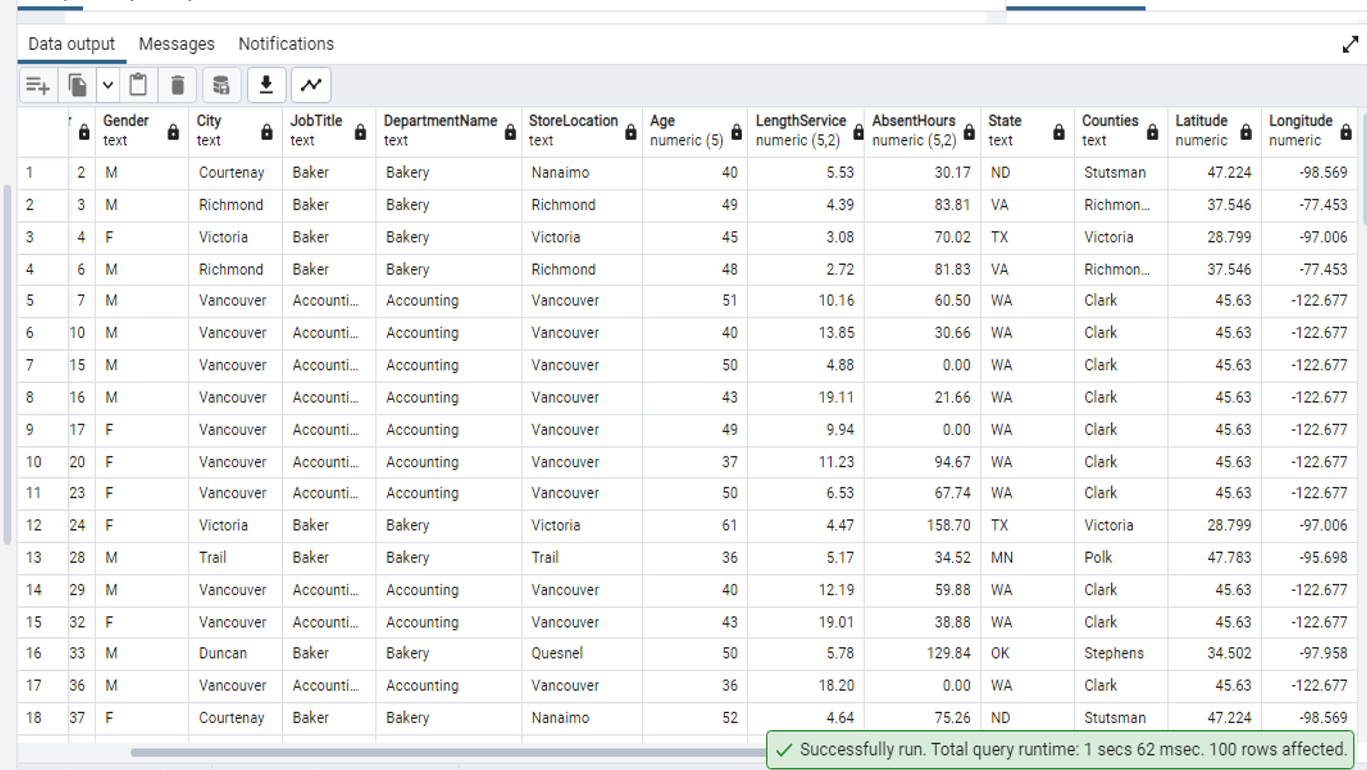 Data output Messages Notifications
Gender City JobTitle DepartmentName StoreLocation Age LengthService AbsentHours State Counties Latitude Longitude
text text text text text numeric (5) numeric (5,2) numeric (5,2) text text numeric numeric
1 2 M Courtenay Baker Bakery Nanaimo 40 5.53 30.17 ND Stutsman 47.224 -98.569
2 3 M Richmond Baker Bakery Richmond 49 4.39 83.81 VA Richmon... 37.546 -77.453
3 4 F Victoria Baker Bakery Victoria 45 3.08 70.02 TX Victoria 28.799 -97.006
4 6 M Richmond Baker Bakery Richmond 48 2.72 81.83 VA Richmon... 37.546 -77.453
5 7 M Vancouver Accounti... Accounting Vancouver 51 10.16 60.50 WA Clark 45.63 -122.677
6 10 M Vancouver Accounti... Accounting Vancouver 40 13.85 30.66 WA Clark 45.63 -122.677
7 15 M Vancouver Accounti... Accounting Vancouver 50 4.88 0.00 WA Clark 45.63 -122.677
8 16 M Vancouver Accounti... Accounting Vancouver 43 19.11 21.66 WA Clark 45.63 -122.677
9 17 F Vancouver Accounti... Accounting Vancouver 49 9.94 0.00 WA Clark 45.63 -122.677
10 20 F Vancouver Accounti... Accounting Vancouver 37 11.23 94.67 WA Clark 45.63 -122.677
11 23 F Vancouver Accounti... Accounting Vancouver 50 6.53 67.74 WA Clark 45.63 -122.677
12 24 F Victoria Baker Bakery Victoria 61 4.47 158.70 TX Victoria 28.799 -97.006
13 28 M Trail Baker Bakery Trail 36 5.17 34.52 MN Polk 47.783 -95.698
14 29 M Vancouver Accounti... Accounting Vancouver 40 12.19 59.88 WA Clark 45.63 -122.677
15 32 F Vancouver Accounti... Accounting Vancouver 43 19.01 38.88 WA Clark 45.63 -122.677
16 33 M Duncan Baker Bakery Quesnel 50 5.78 129.84 OK Stephens 34.502 -97.958
17 36 M Vancouver Accounti... Accounting Vancouver 36 18.20 0.00 WA Clark 45.63 -122.677
18 37 F Courtenay Baker Bakery Nanaimo 52 4.64 75.26 ND Stutsman 47.224 -98.569
Successfully run. Total query runtime: 1 secs 62 msec. 100 rows affected.